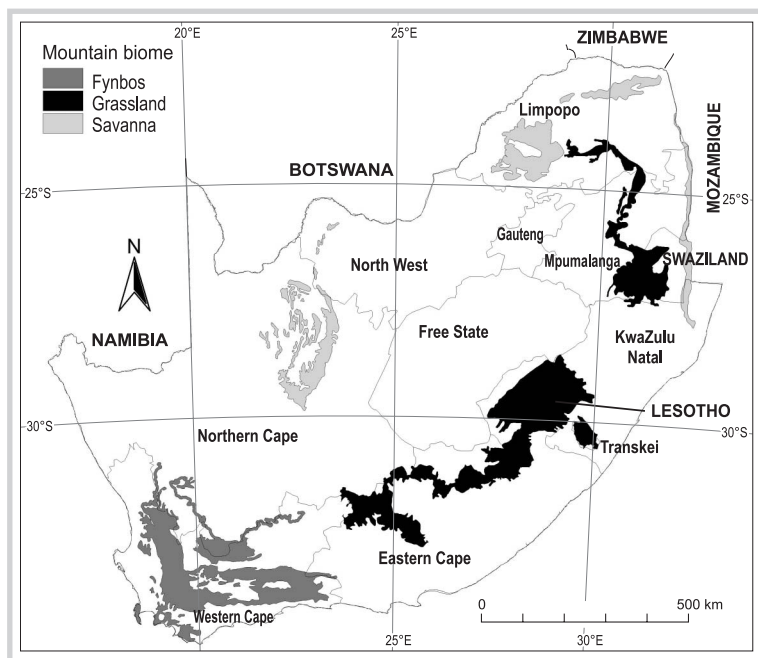 20°E
25°E
30°E
ZIMBABWE
Mountain biome
Fynbos
Grassland
Savanna
Limpopo
MOZAMBIQUE
BOTSWANA
25°S
25°S
Gauteng
N
North West
Mpumalanga
SWAZILAND
NAMIBIA
Free State
KwaZulu
Natal
LESOTHO
30°S
Northern Cape
30°S
Transkei
Eastern Cape
0 500 km
Western Cape
20°E
25°E
30°E